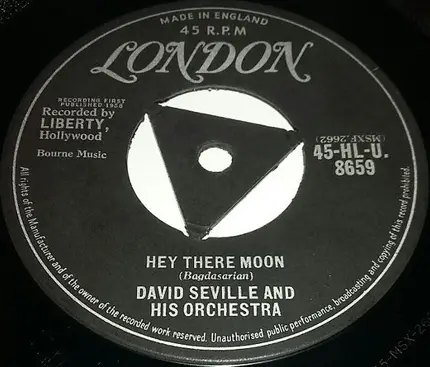 MADE IN ENGLAND
45 R.P.M
LONDON
RECORDING FIRST
PUBLISHED 1958
Recorded by
LIBERTY,
Hollywood
Bourne Music
(MSXF.2662)
45-HL-U.
8659
HEY THERE MOON
(Bagdasarian)
DAVID SEVILLE AND
HIS ORCHESTRA
All rights of the Manufacturer and of the owner of the recorded work reserved. Unauthorised public performance, broadcasting and copying of this record prohibited.